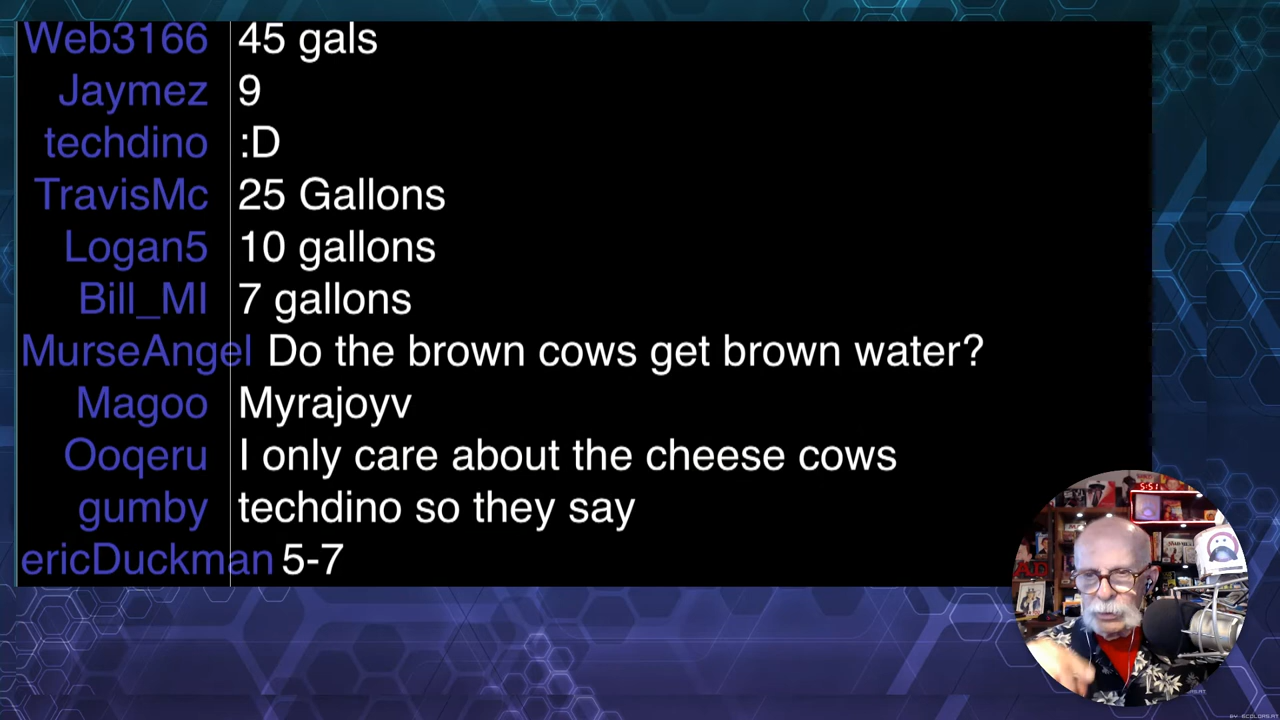 Web3166 45 gals
Jaymez 9
techdino :D
TravisMc 25 Gallons
Logan5 10 gallons
Bill_MI 7 gallons
MurseAngel Do the brown cows get brown water?
Magoo Myrajoyv
Ooqeru I only care about the cheese cows
gumby techdino so they say
ericDuckman 5-7
5:51